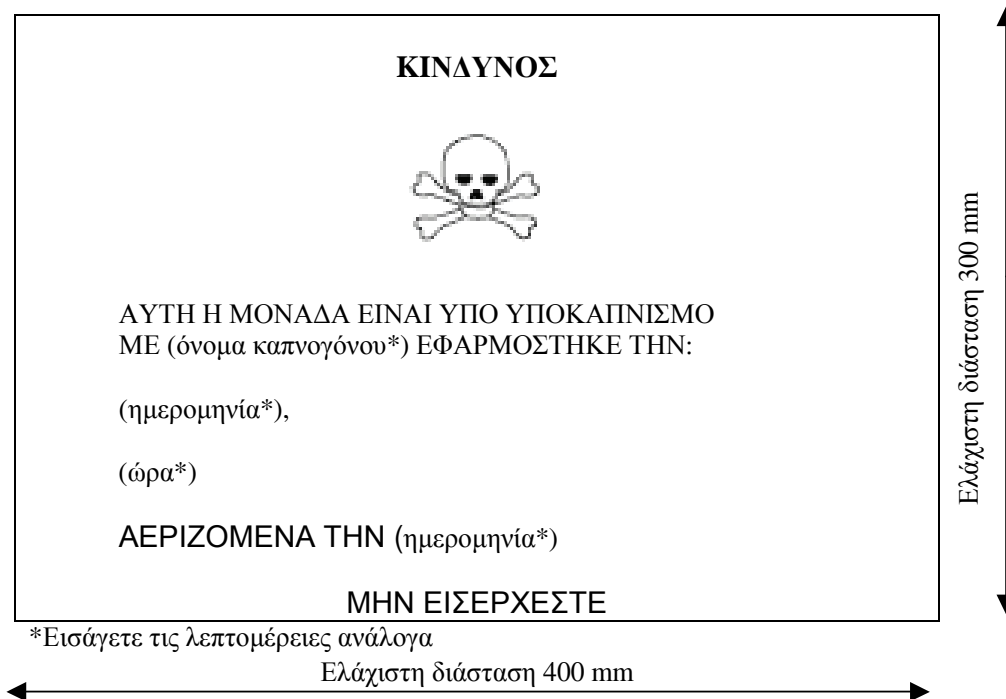 ΚΙΝΔΥΝΟΣ
ΑΥΤΗ Η ΜΟΝΑΔΑ ΕΙΝΑΙ ΥΠΟ ΥΠΟΚΑΠΝΙΣΜΟ
ΜΕ (όνομα καπνογόνου*) ΕΦΑΡΜΟΣΤΗΚΕ ΤΗΝ:
(ημερομηνία*),
(ώρα*)
ΑΕΡΙΖΟΜΕΝΑ ΤΗΝ (ημερομηνία*)
ΜΗΝ ΕΙΣΕΡΧΕΣΤΕ
*Εισάγετε τις λεπτομέρειες ανάλογα
Ελάχιστη διάσταση 400 mm
Ελάχιστη διάσταση 300 mm